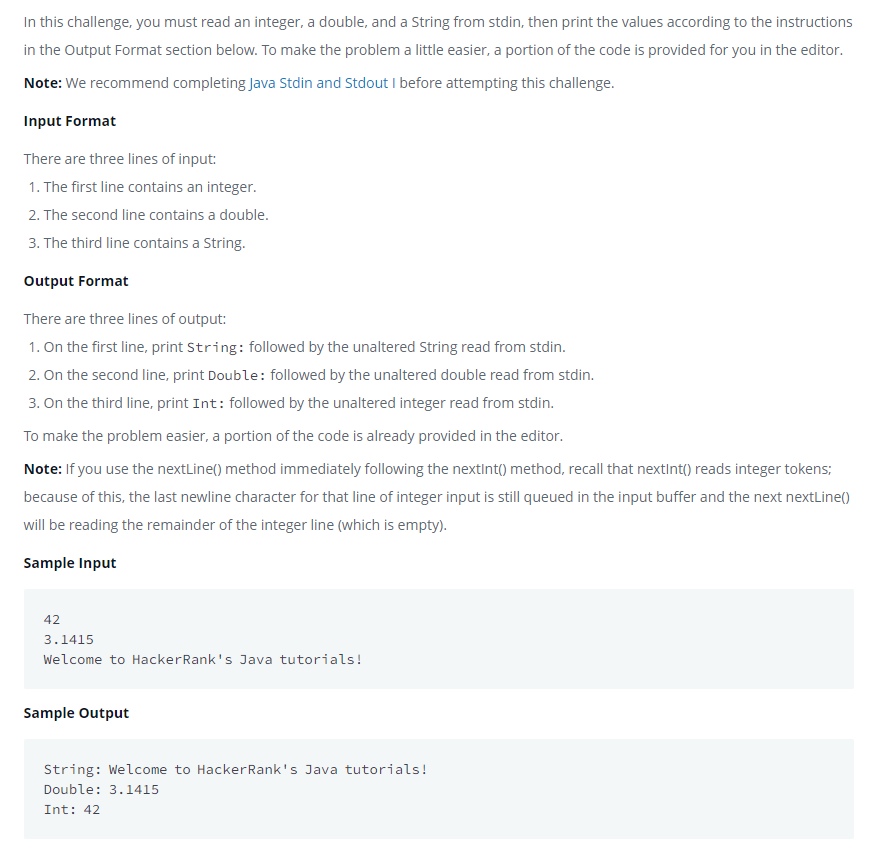 In this challenge, you must read an integer, a double, and a String from stdin, then print the values according to the instructions
in the Output Format section below. To make the problem a little easier, a portion of the code is provided for you in the editor.
Note: We recommend completing Java Stdin and Stdout I before attempting this challenge.
Input Format
There are three lines of input:
1. The first line contains an integer.
2. The second line contains a double.
3. The third line contains a String.
Output Format
There are three lines of output:
1. On the first line, print String: followed by the unaltered String read from stdin.
2. On the second line, print Double: followed by the unaltered double read from stdin.
3. On the third line, print Int: followed by the unaltered integer read from stdin.
To make the problem easier, a portion of the code is already provided in the editor.
Note: If you use the nextLine() method immediately following the nextInt() method, recall that nextInt() reads integer tokens;
because of this, the last newline character for that line of integer input is still queued in the input buffer and the next nextLine()
will be reading the remainder of the integer line (which is empty).
Sample Input
42
3.1415
Welcome to HackerRank's Java tutorials!
Sample Output
String: Welcome to HackerRank's Java tutorials!
Double: 3.1415
Int: 42